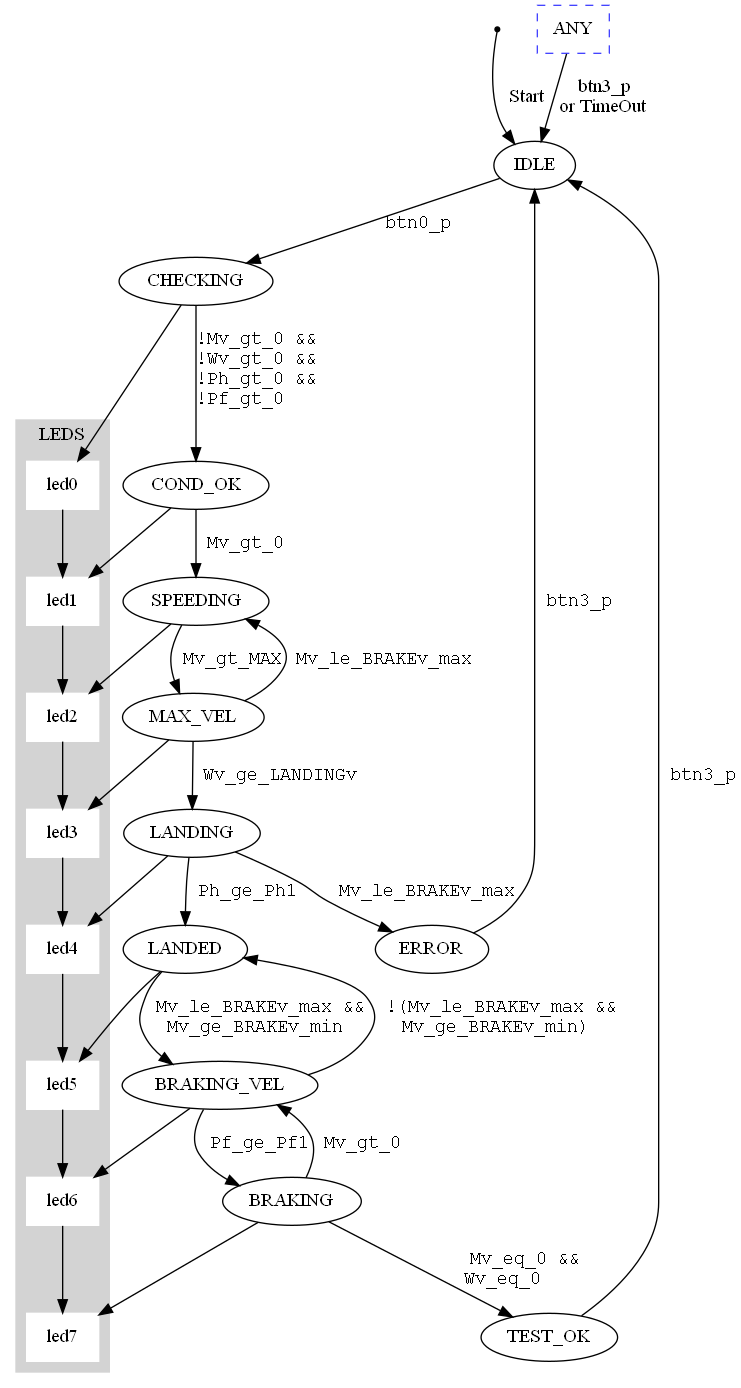 ANY
Start
btn3_p
or TimeOut
IDLE
btn0_p
CHECKING
!Mv_gt_0 &&
!Wv_gt_0 &&
!Ph_gt_0 &&
!Pf_gt_0
LEDS
led0
COND_OK
Mv_gt_0
led1
SPEEDING
btn3_p
Mv_gt_MAX
Mv_le_BRAKEv_max
led2
MAX_VEL
Wv_ge_LANDINGv
btn3_p
led3
LANDING
Ph_ge_Ph1
Mv_le_BRAKEv_max
led4
LANDED
ERROR
Mv_le_BRAKEv_max &&
Mv_ge_BRAKEv_min
!(Mv_le_BRAKEv_max &&
Mv_ge_BRAKEv_min)
led5
BRAKING_VEL
Pf_ge_Pf1
Mv_gt_0
led6
BRAKING
Mv_eq_0 &&
Wv_eq_0
led7
TEST_OK